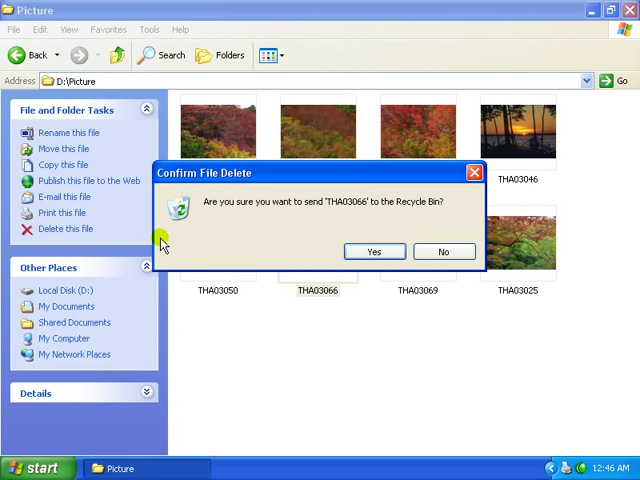 Picture
File Edit View Favorites Tools Help
Back Search Folders
Address D:\Picture Go
File and Folder Tasks
Rename this file
Move this file
Copy this file
Publish this file to the Web
E-mail this file
Print this file
Delete this file
Other Places
Local Disk (D:)
My Documents
Shared Documents
My Computer
My Network Places
Details
THA03046
Confirm File Delete
Are you sure you want to send 'THA03066' to the Recycle Bin?
Yes No
THA03050 THA03066 THA03069 THA03025
start Picture 12:46 AM